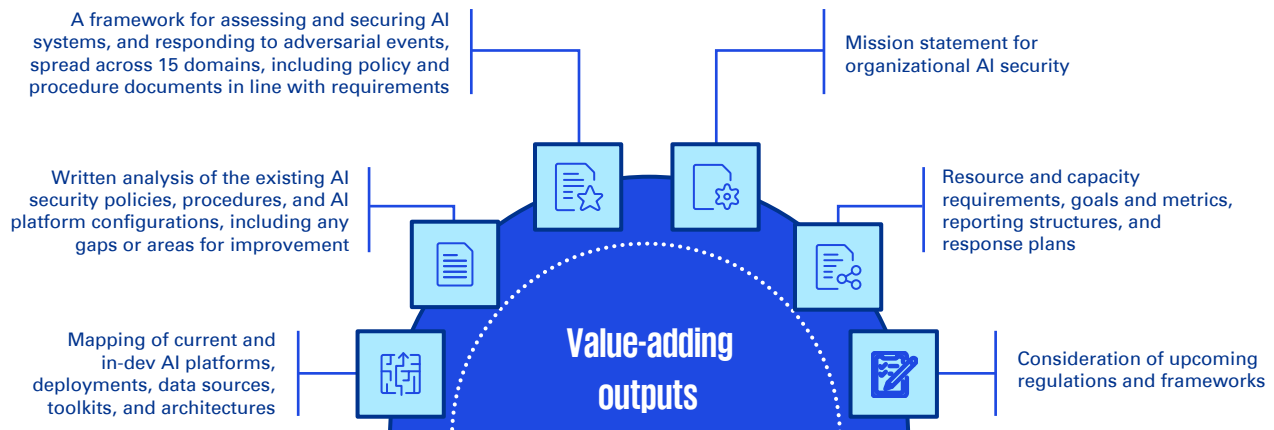 A framework for assessing and securing AI
systems, and responding to adversarial events,
spread across 15 domains, including policy and
procedure documents in line with requirements
Mission statement for
organizational AI security
Written analysis of the existing AI
security policies, procedures, and AI
platform configurations, including any
gaps or areas for improvement
Resource and capacity
requirements, goals and metrics,
reporting structures, and
response plans
Mapping of current and
in-dev AI platforms,
deployments, data sources,
toolkits, and architectures
Value-adding
outputs
Consideration of upcoming
regulations and frameworks